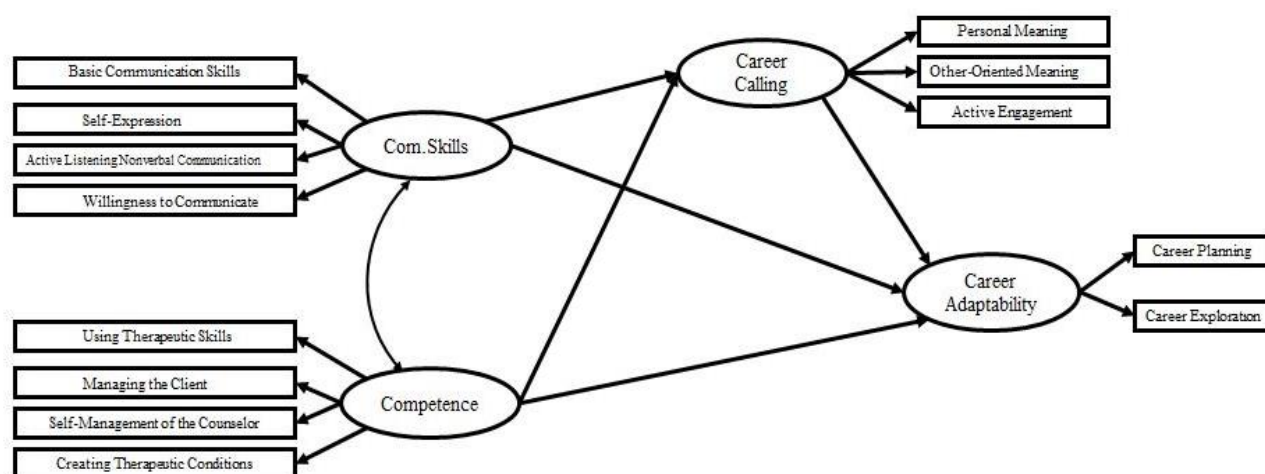 Basic Communication Skills
Self-Expression
Active Listening Nonverbal Communication
Willingness to Communicate
Com.Skills
Using Therapeutic Skills
Managing the Client
Self-Management of the Counselor
Creating Therapeutic Conditions
Competence
Career
Calling
Personal Meaning
Other-Oriented Meaning
Active Engagement
Career
Adaptability
Career Planning
Career Exploration